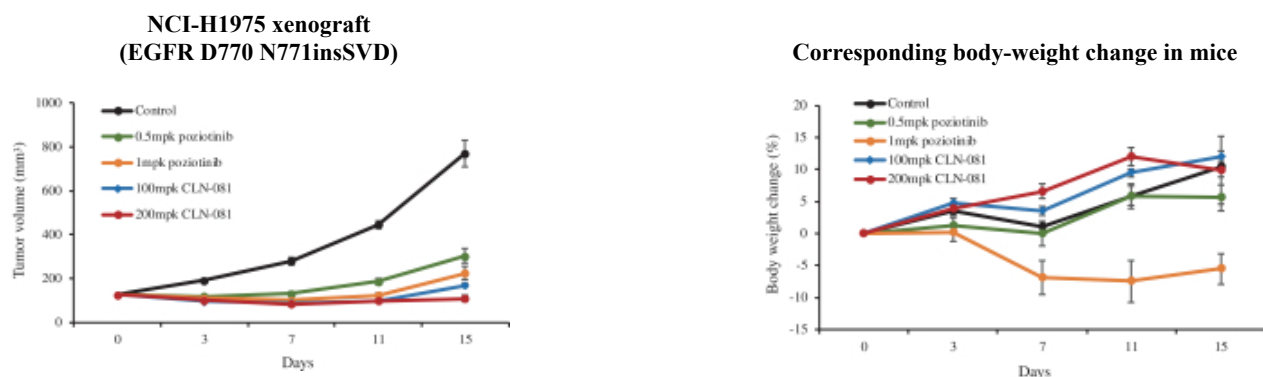 NCI-H1975 xenograft
(EGFR D770 N771insSVD)
1000
800
600
400
200
0
Tumor volume (mm³)
Control
0.5mpk poziotinib
1mpk poziotinib
100mpk CLN-081
200mpk CLN-081
0 3 7 11 15
Days
Corresponding body-weight change in mice
20
15
10
5
0
-5
-10
-15
Body weight change (%)
Control
0.5mpk poziotinib
1mpk poziotinib
100mpk CLN-081
200mpk CLN-081
0 3 7 11 15
Days